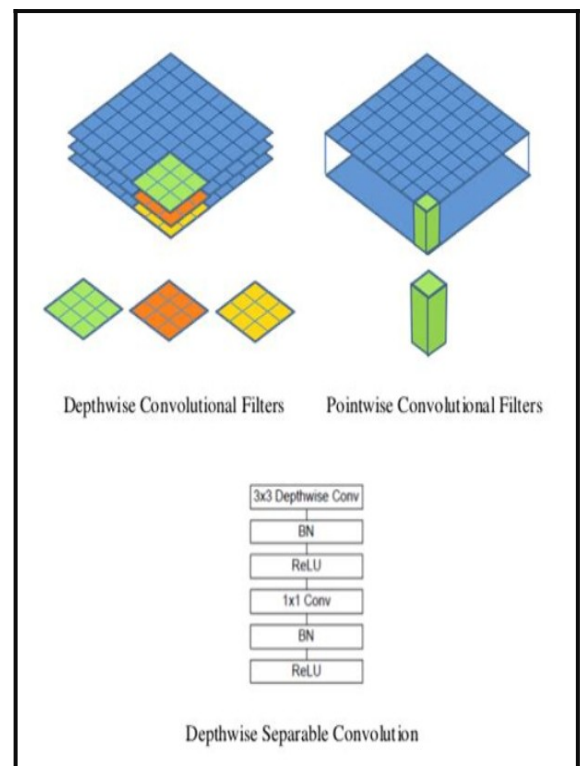 Depthwise Convolutional Filters
Pointwise Convolutional Filters
3x3 Depthwise Conv
BN
ReLU
1x1 Conv
BN
ReLU
Depthwise Separable Convolution